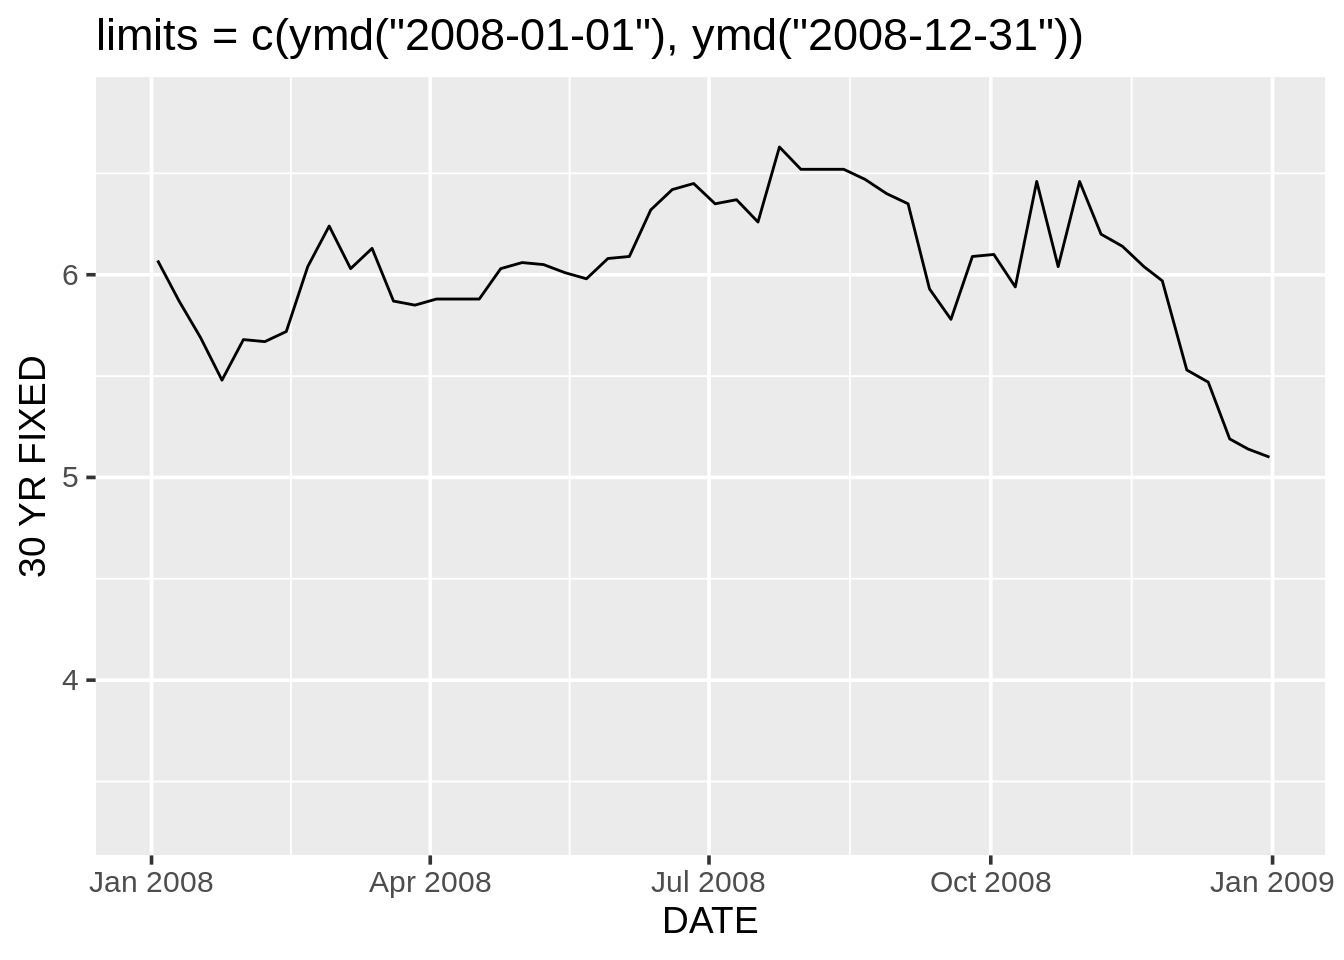 limits = c(ymd("2008-01-01"), ymd("2008-12-31"))
30 YR FIXED
6
5
4
Jan 2008 Apr 2008 Jul 2008 Oct 2008 Jan 2009
DATE